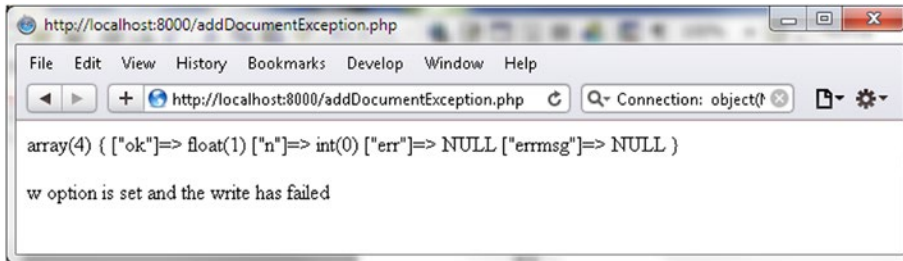 http://localhost:8000/addDocumentException.php
File Edit View History Bookmarks Develop Window Help
http://localhost:8000/addDocumentException.php
Connection: object(
array(4) { ["ok"]=> float(1) ["n"]=> int(0) ["err"]=> NULL ["errmsg"]=> NULL }
w option is set and the write has failed